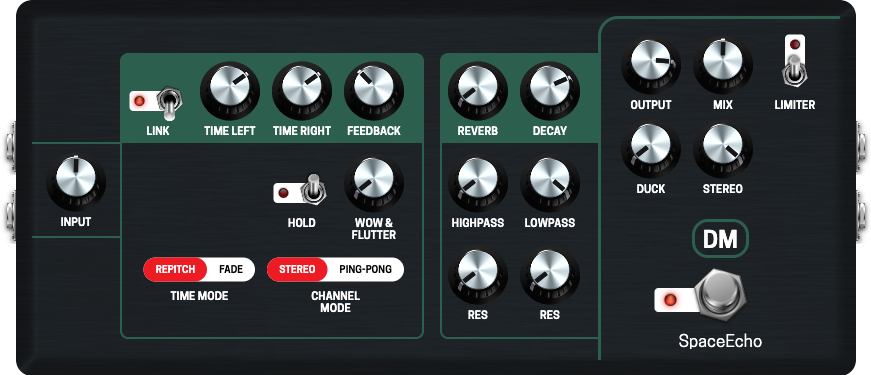 LINK
TIME LEFT
TIME RIGHT
FEEDBACK
REVERB
DECAY
OUTPUT
MIX
LIMITER
DUCK
STEREO
INPUT
HOLD
WOW &
FLUTTER
HIGHPASS
LOWPASS
REPITCH
FADE
STEREO
PING-PONG
TIME MODE
CHANNEL
MODE
RES
RES
DM
SpaceEcho